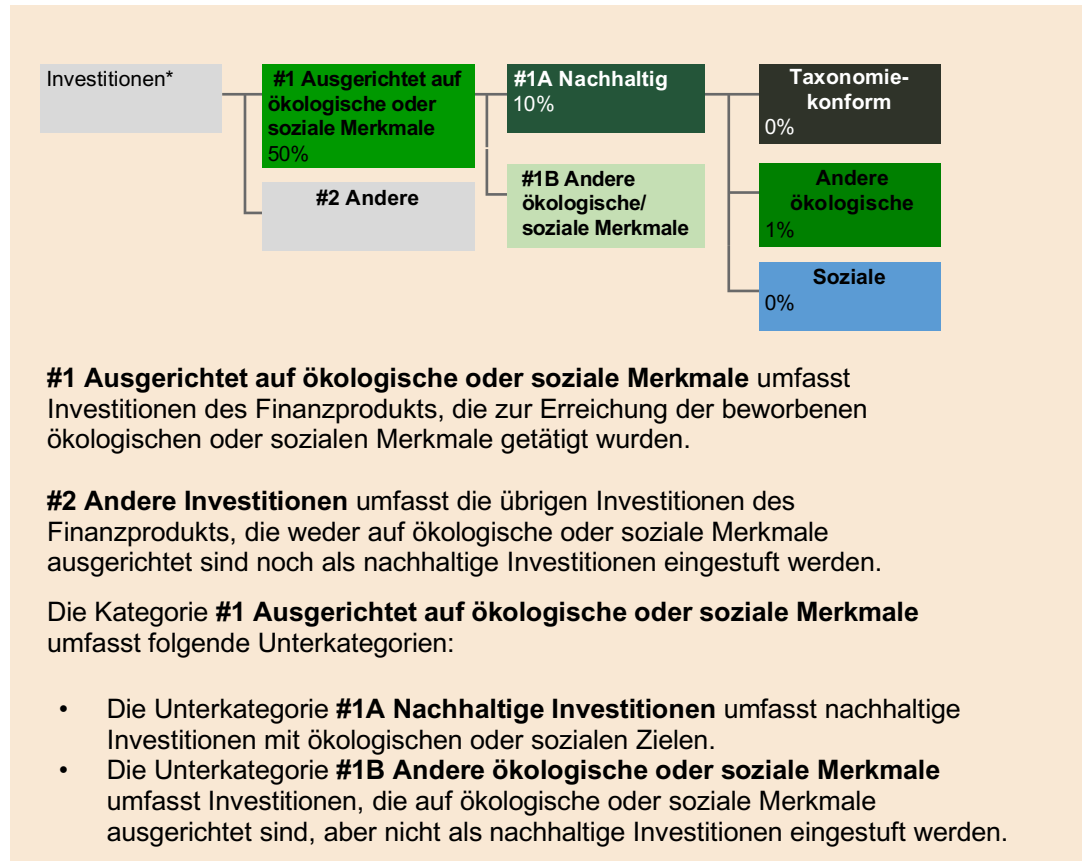 Investitionen*
#1 Ausgerichtet auf
ökologische oder
soziale Merkmale
50%
#2 Andere
#1A Nachhaltig
10%
#1B Andere
ökologische/
soziale Merkmale
Taxonomie-
konform
0%
Andere
ökologische
1%
Soziale
0%
#1 Ausgerichtet auf ökologische oder soziale Merkmale umfasst
Investitionen des Finanzprodukts, die zur Erreichung der beworbenen
ökologischen oder sozialen Merkmale getätigt wurden.
#2 Andere Investitionen umfasst die übrigen Investitionen des
Finanzprodukts, die weder auf ökologische oder soziale Merkmale
ausgerichtet sind noch als nachhaltige Investitionen eingestuft werden.
Die Kategorie #1 Ausgerichtet auf ökologische oder soziale Merkmale
umfasst folgende Unterkategorien:
• Die Unterkategorie #1A Nachhaltige Investitionen umfasst nachhaltige
Investitionen mit ökologischen oder sozialen Zielen.
• Die Unterkategorie #1B Andere ökologische oder soziale Merkmale
umfasst Investitionen, die auf ökologische oder soziale Merkmale
ausgerichtet sind, aber nicht als nachhaltige Investitionen eingestuft werden.